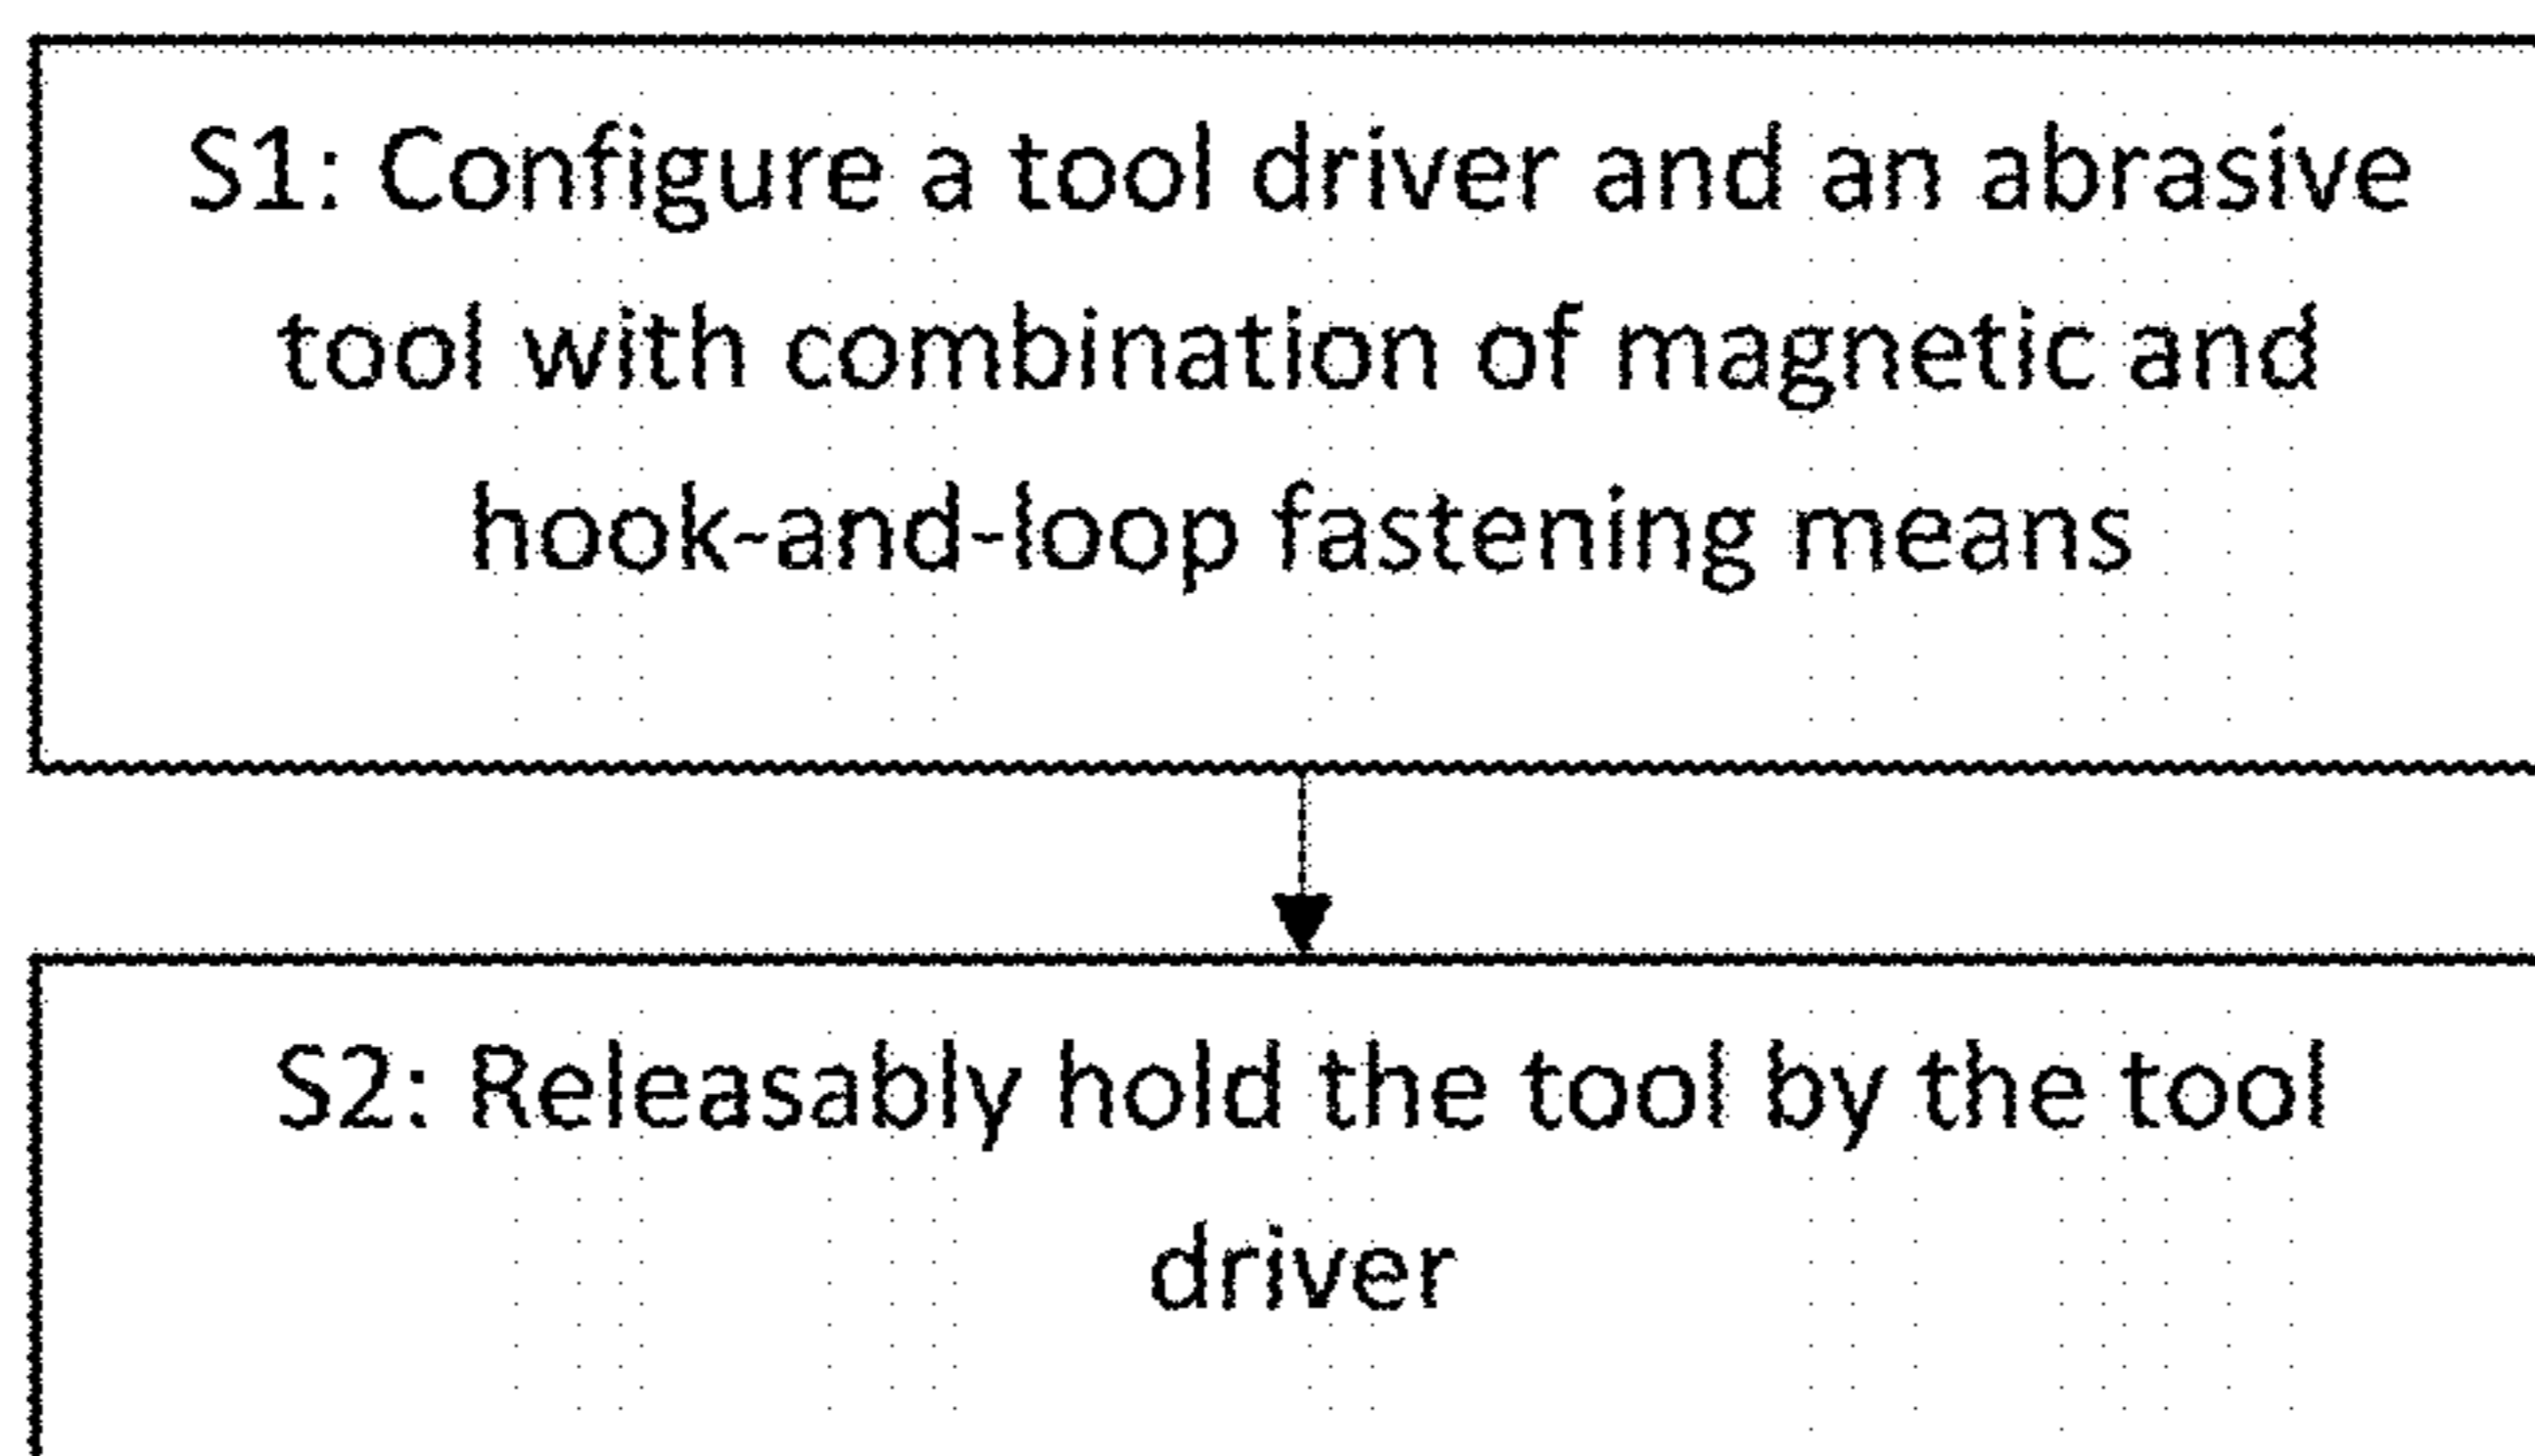 S1: Configure a tool driver and an abrasive
tool with combination of magnetic and
hook-and-loop fastening means
S2: Releasably hold the tool by the tool
driver